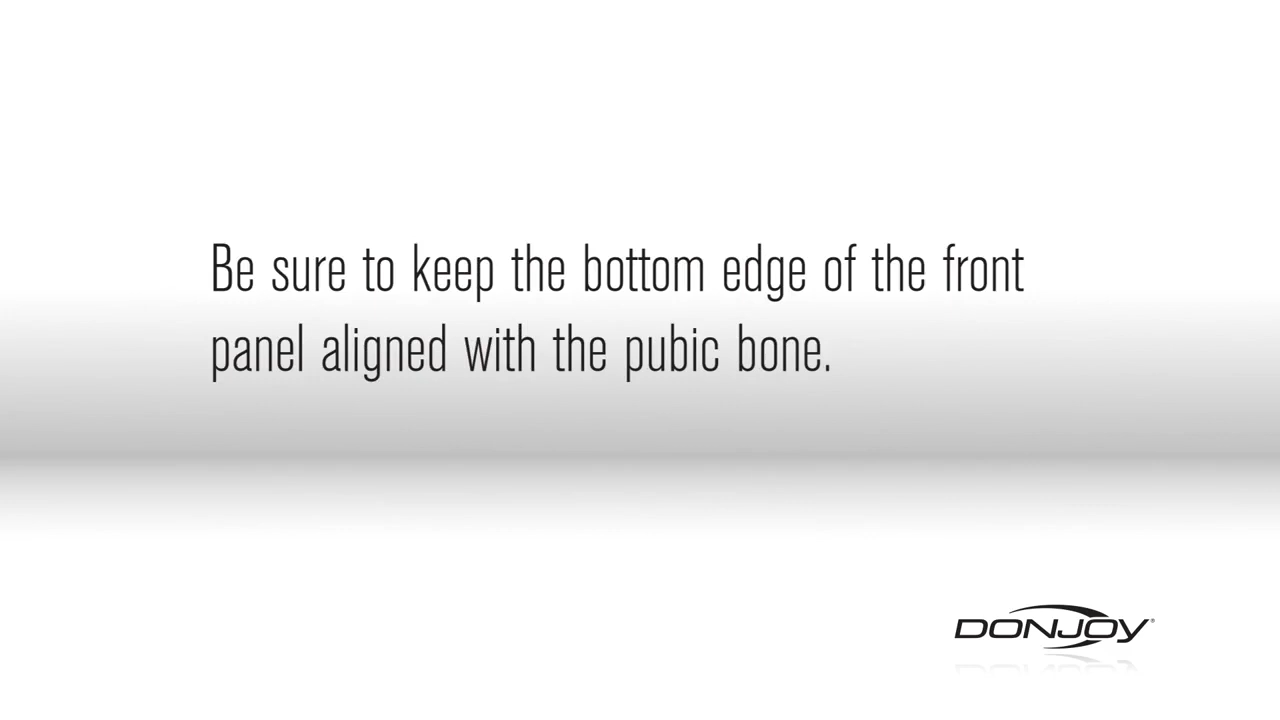 Be sure to keep the bottom edge of the front
panel aligned with the pubic bone.
DONJOY®